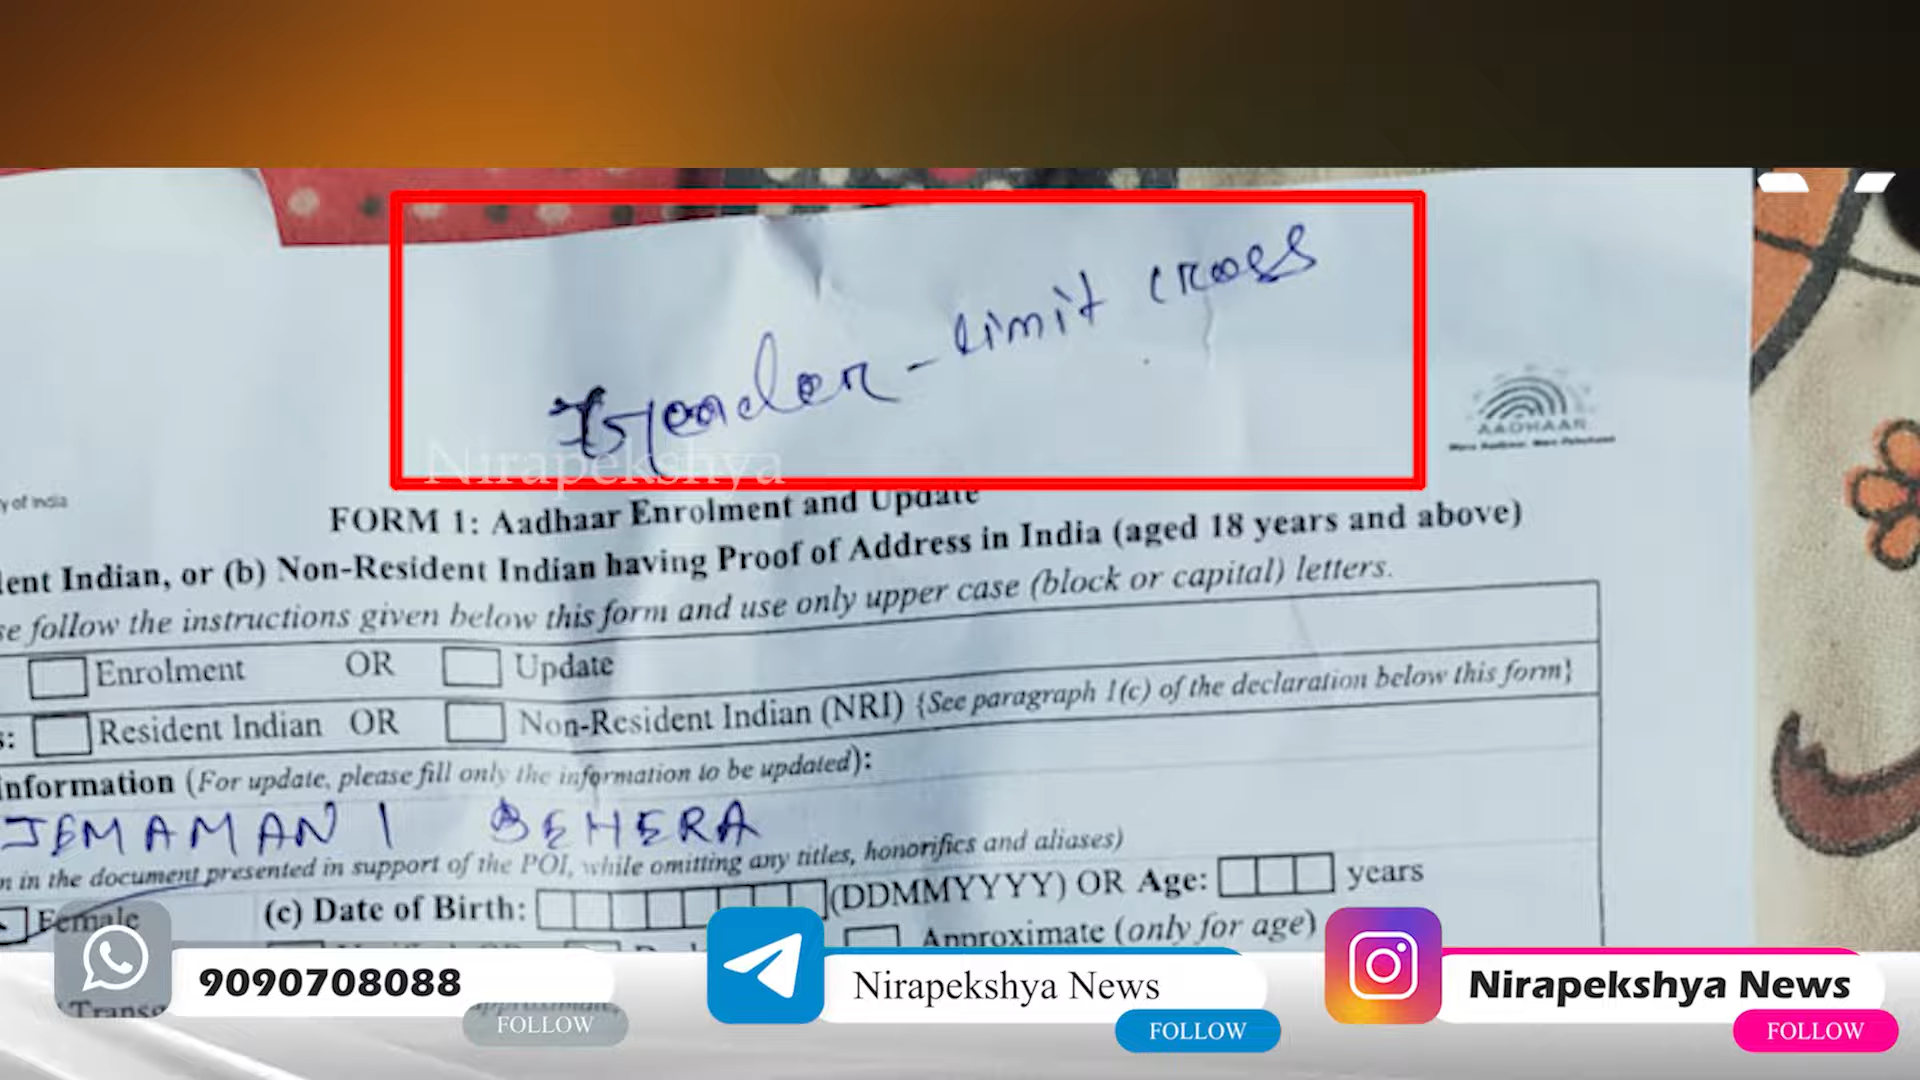 Gender - limit cross
AADHAAR
y of India
FORM 1: Aadhaar Enrolment and Update
lent Indian, or (b) Non-Resident Indian having Proof of Address in India (aged 18 years and above)
se follow the instructions given below this form and use only upper case (block or capital) letters.
Enrolment OR Update
s: Resident Indian OR Non-Resident Indian (NRI) {See paragraph 1(c) of the declaration below this form}
nformation (For update, please fill only the information to be updated):
JEMAMANI BEHERA
n in the document presented in support of the POI, while omitting any titles, honorifics and aliases)
Female (c) Date of Birth: (DDMMYYYY) OR Age: years
Approximate (only for age)
Nirapekshya
9090708088
FOLLOW
Nirapekshya News
FOLLOW
Nirapekshya News
FOLLOW